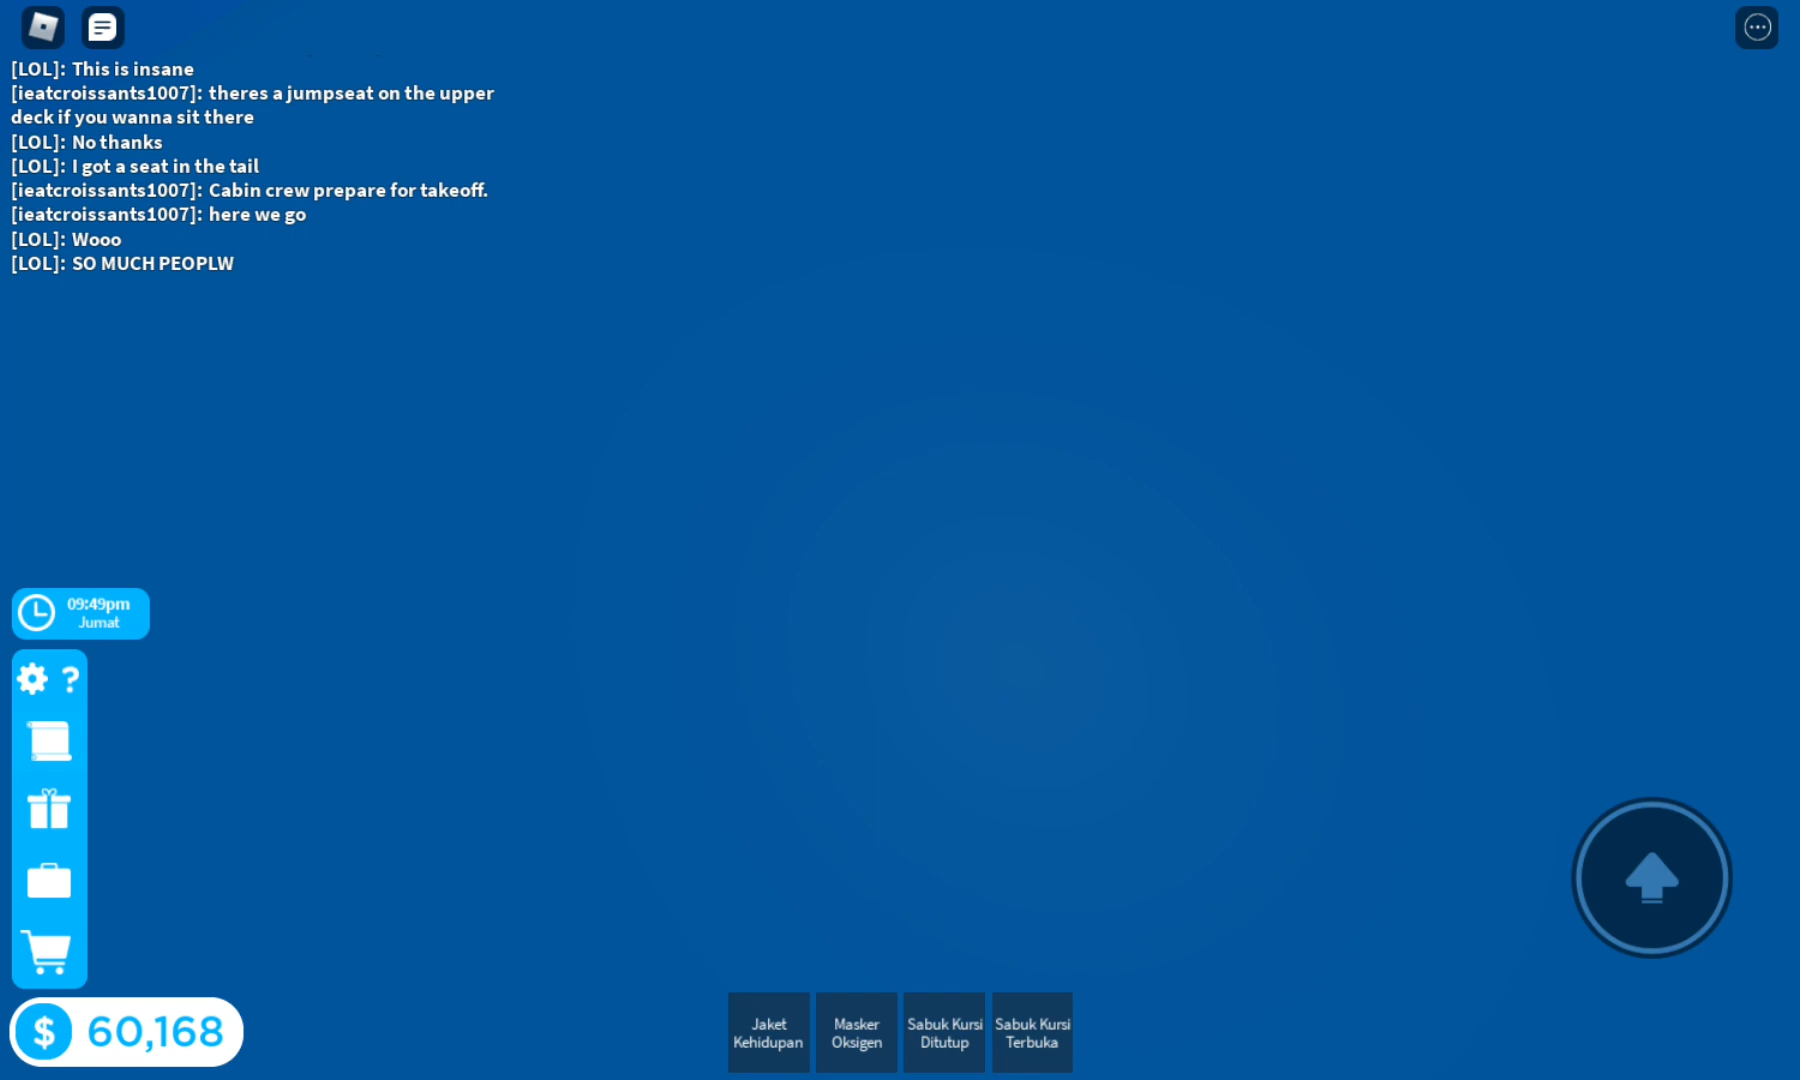 [LOL]: This is insane
[ieatcroissants1007]: theres a jumpseat on the upper
deck if you wanna sit there
[LOL]: No thanks
[LOL]: I got a seat in the tail
[ieatcroissants1007]: Cabin crew prepare for takeoff.
[ieatcroissants1007]: here we go
[LOL]: Wooo
[LOL]: SO MUCH PEOPLW
09:49pm
Jumat
?
$ 60,168
Jaket
Kehidupan
Masker
Oksigen
Sabuk Kursi
Ditutup
Sabuk Kursi
Terbuka